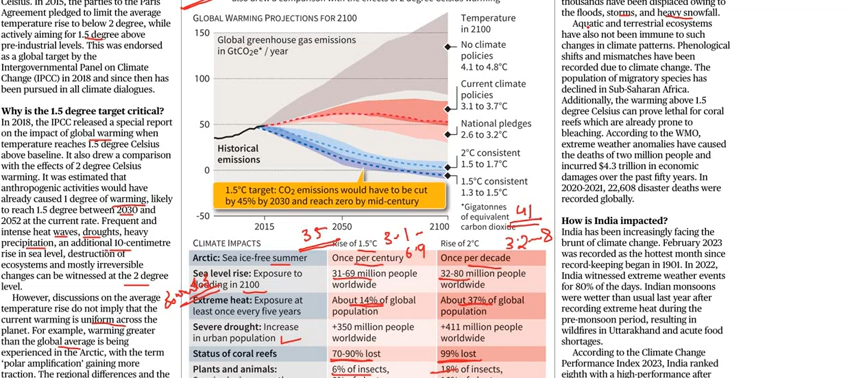 also drew a comparison with the effects of 2 degree Celsius warming
Celsius. In 2015, the parties to the Paris
Agreement pledged to limit the average
temperature rise to below 2 degree, while
actively aiming for 1.5 degree above
pre-industrial levels. This was endorsed
as a global target by the
Intergovernmental Panel on Climate
Change (IPCC) in 2018 and since then has
been pursued in all climate dialogues.
Why is the 1.5 degree target critical?
In 2018, the IPCC released a special report
on the impact of global warming when
temperature reaches 1.5 degree Celsius
above baseline. It also drew a comparison
with the effects of 2 degree Celsius
warming. It was estimated that
anthropogenic activities would have
already caused 1 degree of warming, likely
to reach 1.5 degree between 2030 and
2052 at the current rate. Frequent and
intense heat waves, droughts, heavy
precipitation, an additional 10-centimetre
rise in sea level, destruction of
ecosystems and mostly irreversible
changes can be witnessed at the 2 degree
level.
However, discussions on the average
temperature rise do not imply that the
current warming is uniform across the
planet. For example, warming greater
than the global average is being
experienced in the Arctic, with the term
'polar amplification' gaining more
traction. The regional differences and the
GLOBAL WARMING PROJECTIONS FOR 2100
Temperature
in 2100
150
Global greenhouse gas emissions
in GtCO2e* / year
No climate
policies
4.1 to 4.8°C
100
Current climate
policies
3.1 to 3.7°C
National pledges
2.6 to 3.2°C
50
Historical
emissions
2°C consistent
1.5 to 1.7°C
0
1.5°C consistent
1.3 to 1.5°C
1.5°C target: CO2 emissions would have to be cut
by 45% by 2030 and reach zero by mid-century
-50
2015
2050
2100
*Gigatonnes
of equivalent
carbon dioxide
41
35
3-1-
6.9
3.2-8
CLIMATE IMPACTS
Rise of 1.5°C
Rise of 2°C
Arctic: Sea ice-free summer
Once per century
Once per decade
Sea level rise: Exposure to
flooding in 2100
31-69 million people
worldwide
32-80 million people
worldwide
Extreme heat: Exposure at
least once every five years
About 14% of global
population
About 37% of global
population
Severe drought: Increase
in urban population
+350 million people
worldwide
+411 million people
worldwide
Status of coral reefs
70-90% lost
99% lost
Plants and animals:
6% of insects,
18% of insects,
thousands have been displaced owing to
the floods, storms, and heavy snowfall.
Aquatic and terrestrial ecosystems
have also not been immune to such
changes in climate patterns. Phenological
shifts and mismatches have been
recorded due to climate change. The
population of migratory species has
declined in Sub-Saharan Africa.
Additionally, the warming above 1.5
degree Celsius can prove lethal for coral
reefs which are already prone to
bleaching. According to the WMO,
extreme weather anomalies have caused
the deaths of two million people and
incurred $4.3 trillion in economic
damages over the past fifty years. In
2020-2021, 22,608 disaster deaths were
recorded globally.
How is India impacted?
India has been increasingly facing the
brunt of climate change. February 2023
was recorded as the hottest month since
record-keeping began in 1901. In 2022,
India witnessed extreme weather events
for 80% of the days. Indian monsoons
were wetter than usual last year after
recording extreme heat during the
pre-monsoon period, resulting in
wildfires in Uttarakhand and acute food
shortages.
According to the Climate Change
Performance Index 2023, India ranked
eighth with a high-performance after